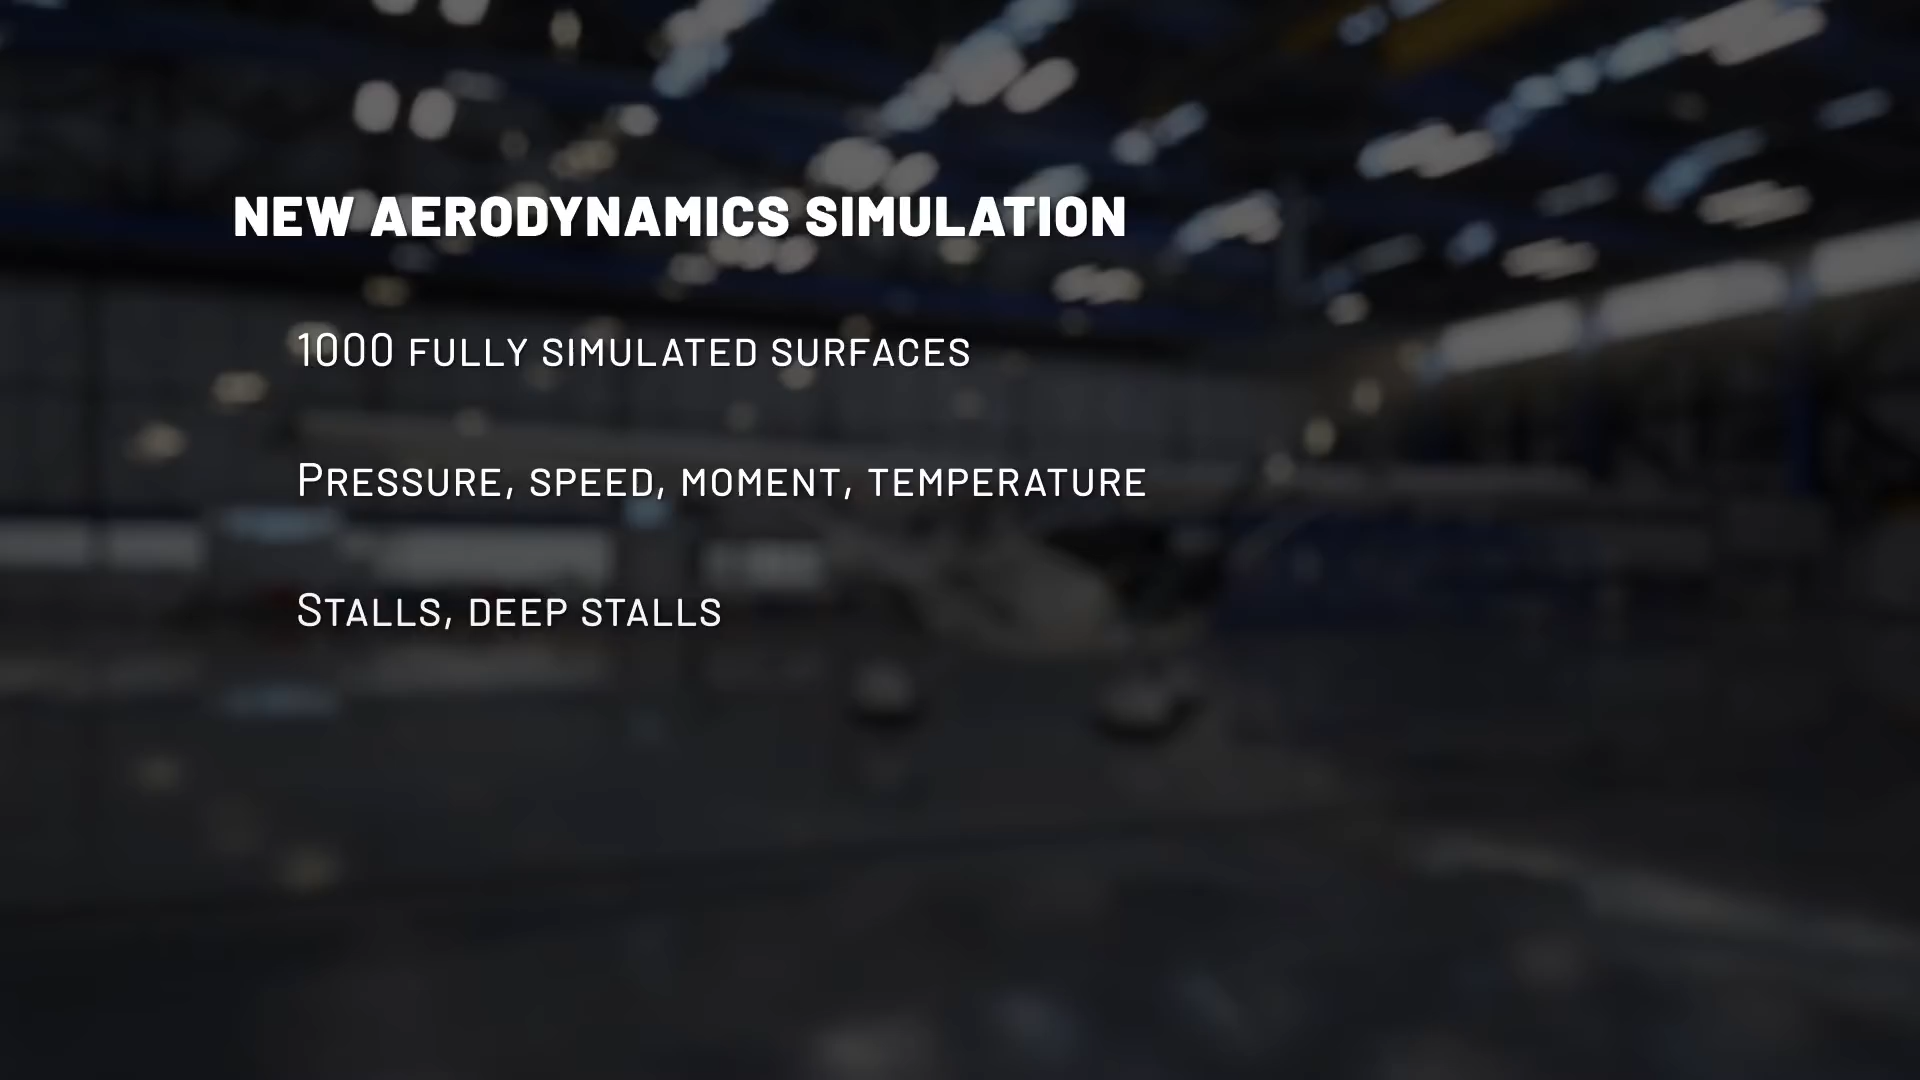 NEW AERODYNAMICS SIMULATION
1000 FULLY SIMULATED SURFACES
PRESSURE, SPEED, MOMENT, TEMPERATURE
STALLS, DEEP STALLS